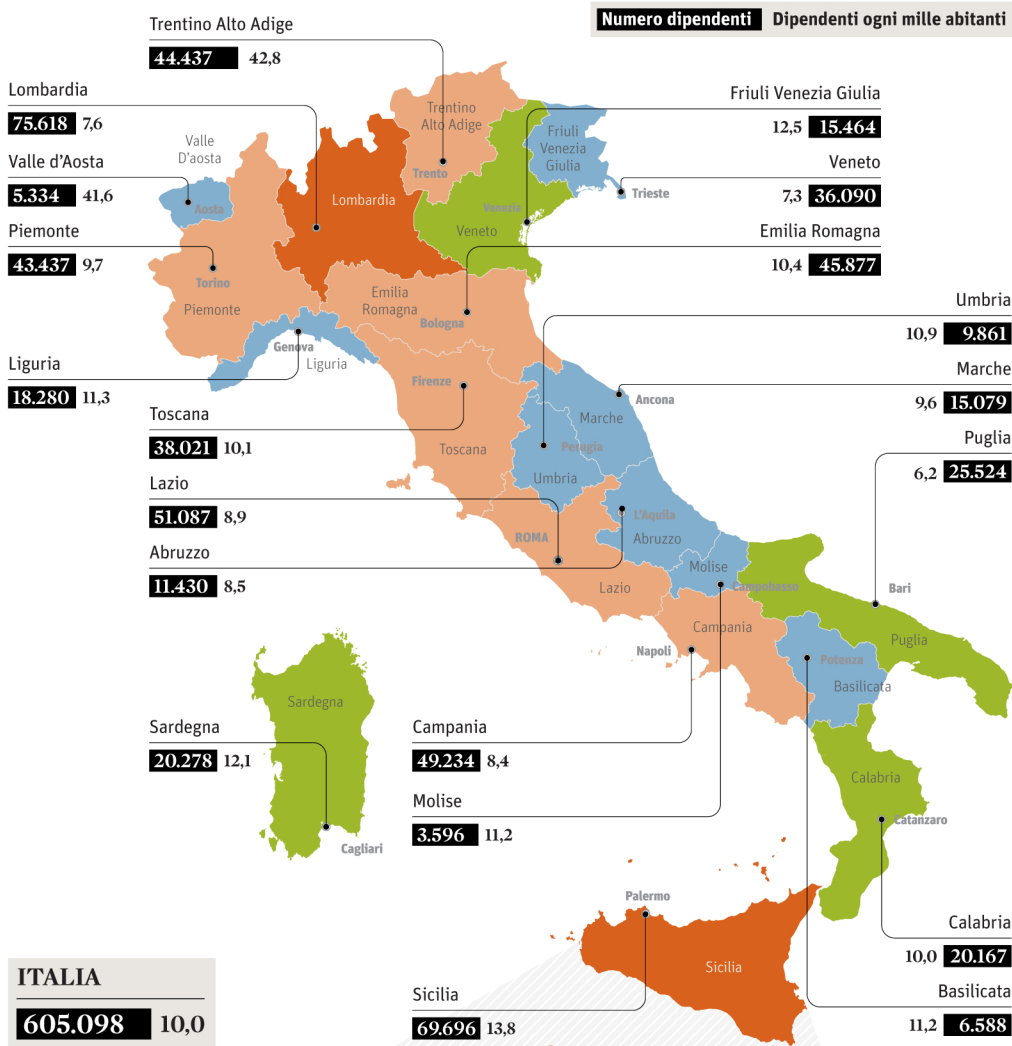 Numero dipendenti Dipendenti ogni mille abitanti
Trentino Alto Adige
44.437 42,8
Lombardia
75.618 7,6
Valle d'Aosta
5.334 41,6
Piemonte
43.437 9,7
Liguria
18.280 11,3
Toscana
38.021 10,1
Lazio
51.087 8,9
Abruzzo
11.430 8,5
Sardegna
20.278 12,1
Campania
49.234 8,4
Molise
3.596 11,2
Sicilia
69.696 13,8
Friuli Venezia Giulia
12,5 15.464
Veneto
7,3 36.090
Emilia Romagna
10,4 45.877
Umbria
10,9 9.861
Marche
9,6 15.079
Puglia
6,2 25.524
Calabria
10,0 20.167
Basilicata
11,2 6.588
Trentino
Alto Adige
Trento
Valle
D'aosta
Aosta
Lombardia
Friuli
Venezia
Giulia
Trieste
Venezia
Veneto
Torino
Piemonte
Emilia
Romagna
Bologna
Genova
Liguria
Firenze
Toscana
Ancona
Marche
Perugia
Umbria
L'Aquila
Abruzzo
ROMA
Lazio
Molise
Campobasso
Campania
Napoli
Bari
Puglia
Potenza
Basilicata
Sardegna
Cagliari
Calabria
Catanzaro
Palermo
Sicilia
ITALIA
605.098 10,0